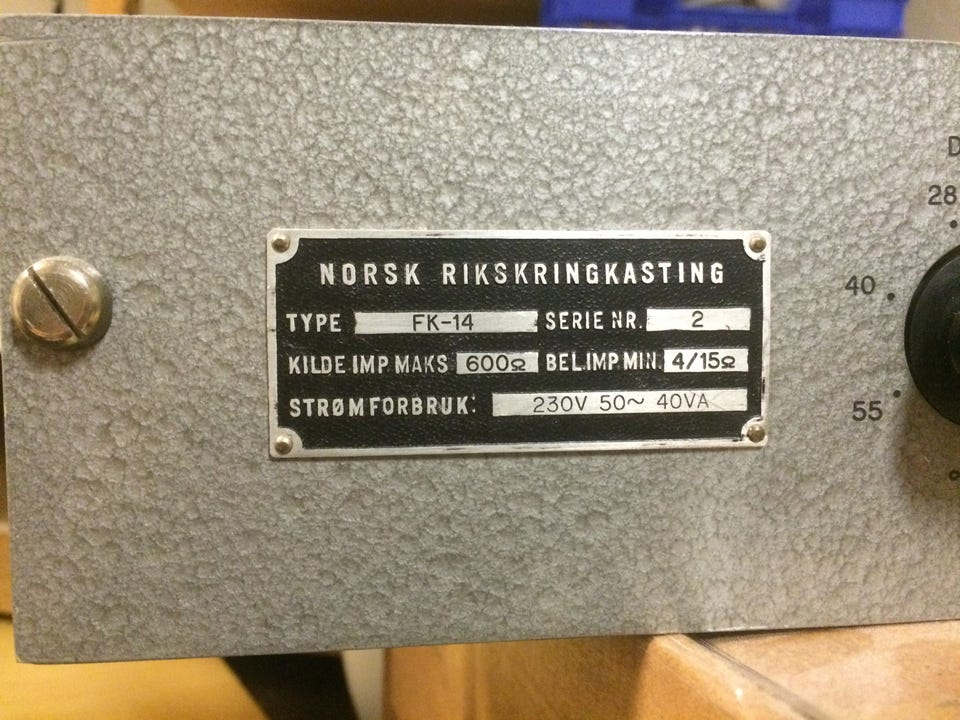 NORSK RIKSKRINGKASTING
TYPE FK-14 SERIE NR. 2
KILDE IMP MAKS 600Ω BEL.IMP MIN. 4/15Ω
STRØMFORBRUK: 230V 50~ 40VA
D
28
40
55